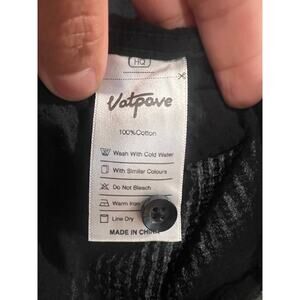 HQ
Vatpave
100%Cotton
Wash With Cold Water
With Similar Colours
Do Not Bleach
Warm Iron
Line Dry
MADE IN CHINA